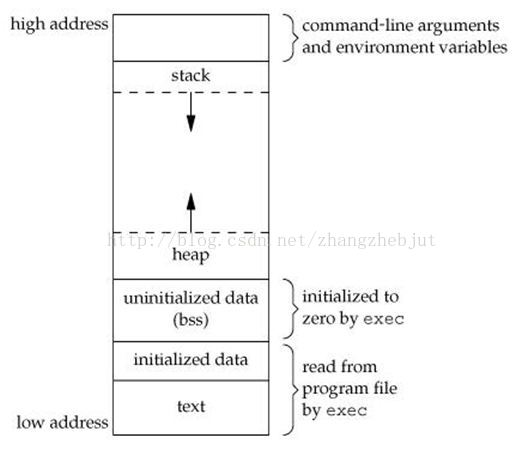 high address
command-line arguments
and environment variables
stack
http://blog.csdn.net/zhangzhebjut
heap
uninitialized data
(bss)
initialized to
zero by exec
initialized data
read from
program file
by exec
text
low address